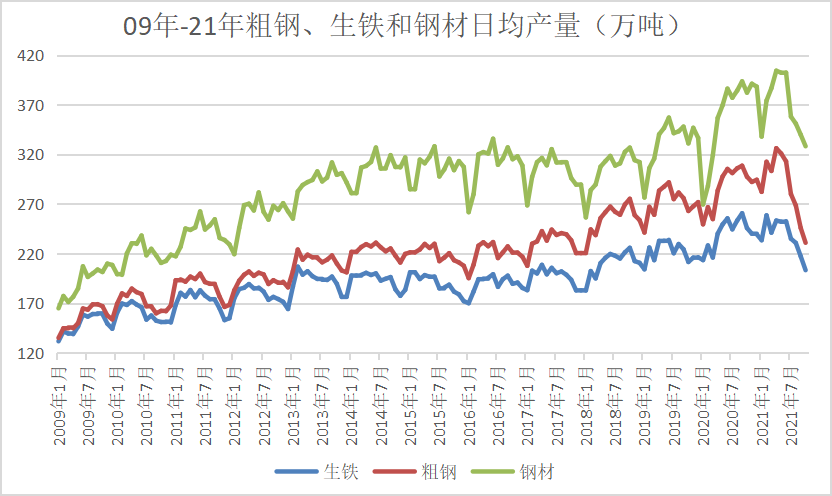 09年-21年粗钢、生铁和钢材日均产量（万吨）
420
370
320
270
220
170
120
2009年1月
2009年7月
2010年1月
2010年7月
2011年1月
2011年7月
2012年1月
2012年7月
2013年1月
2013年7月
2014年1月
2014年7月
2015年1月
2015年7月
2016年1月
2016年7月
2017年1月
2017年7月
2018年1月
2018年7月
2019年1月
2019年7月
2020年1月
2020年7月
2021年1月
2021年7月
生铁 粗钢 钢材